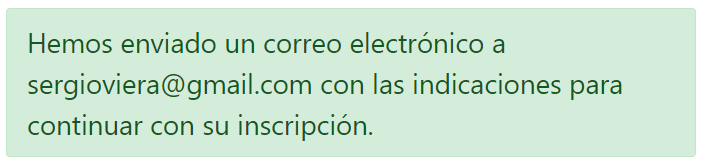 Hemos enviado un correo electrónico a
sergioviera@gmail.com con las indicaciones para
continuar con su inscripción.